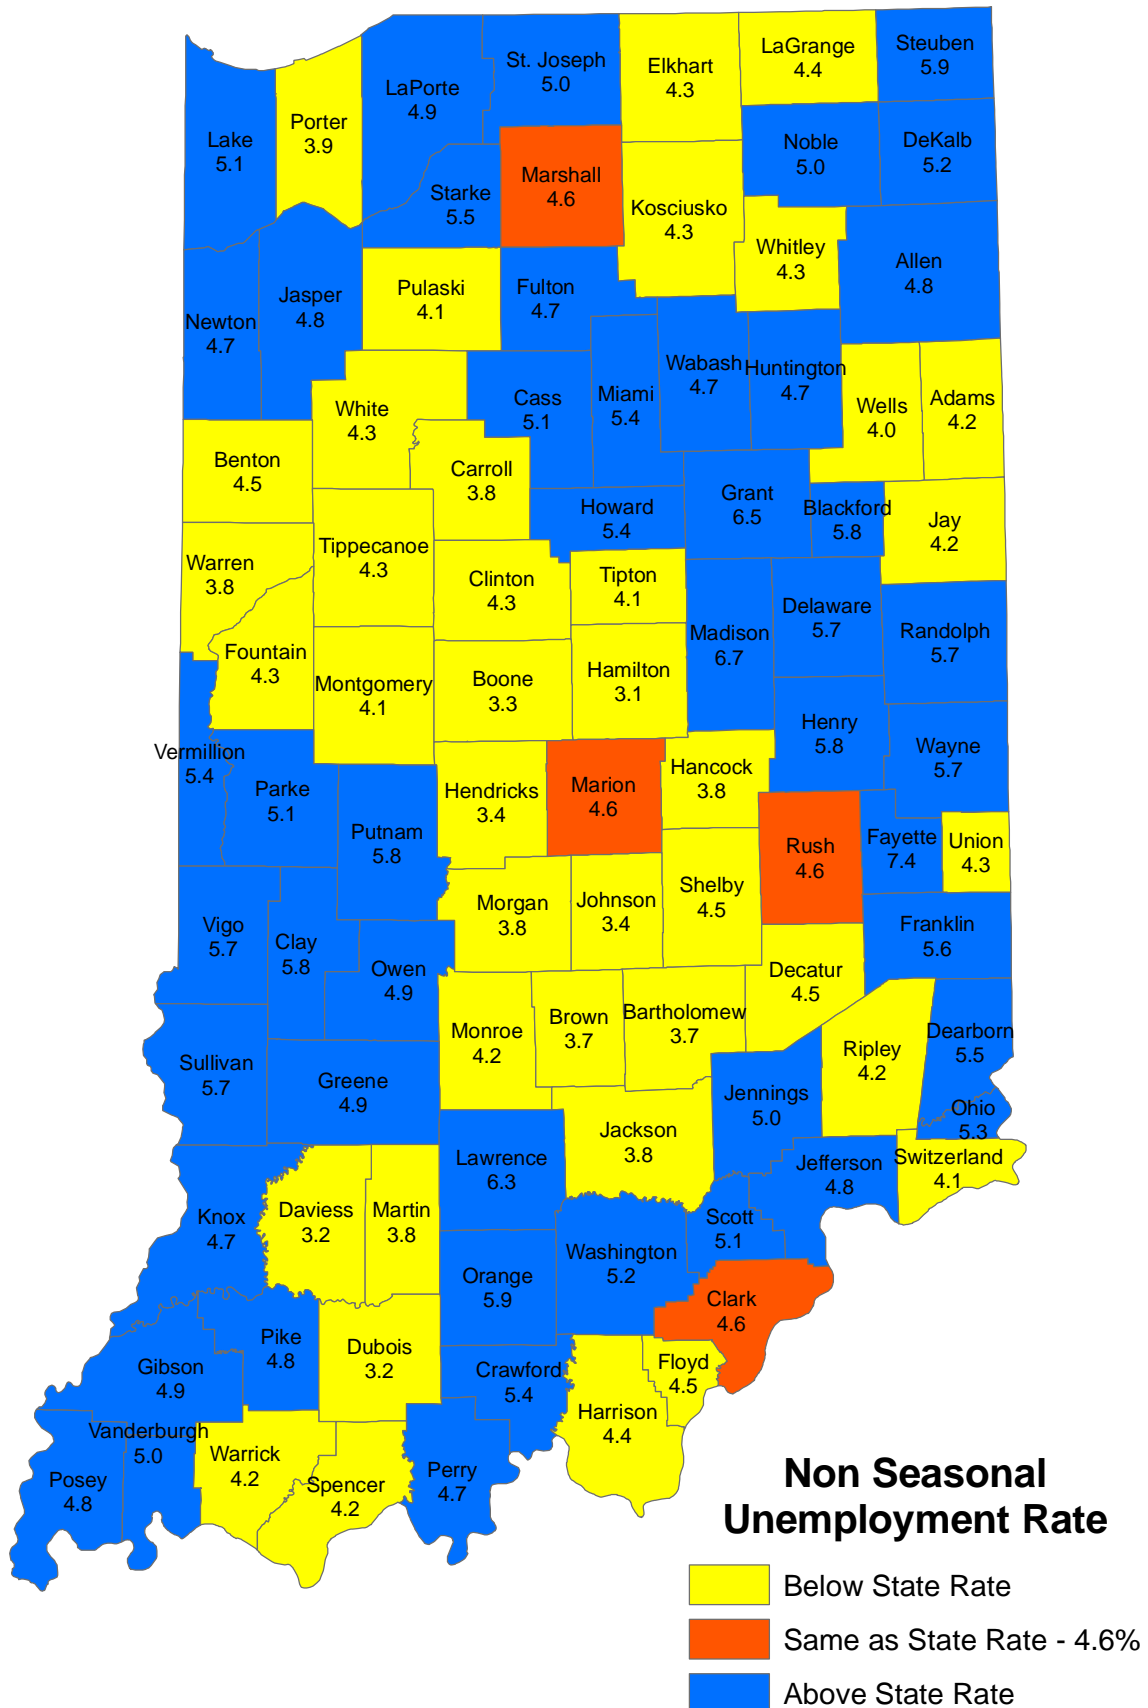 St. Joseph
5.0
Elkhart
4.3
LaGrange
4.4
Steuben
5.9
LaPorte
4.9
Porter
3.9
Lake
5.1
Noble
5.0
DeKalb
5.2
Marshall
4.6
Starke
5.5
Kosciusko
4.3
Whitley
4.3
Allen
4.8
Pulaski
4.1
Fulton
4.7
Jasper
4.8
Newton
4.7
Wabash
4.7
Huntington
4.7
Miami
5.4
Cass
5.1
White
4.3
Wells
4.0
Adams
4.2
Benton
4.5
Carroll
3.8
Grant
6.5
Blackford
5.8
Howard
5.4
Jay
4.2
Warren
3.8
Tippecanoe
4.3
Clinton
4.3
Tipton
4.1
Delaware
5.7
Randolph
5.7
Madison
6.7
Fountain
4.3
Montgomery
4.1
Boone
3.3
Hamilton
3.1
Henry
5.8
Wayne
5.7
Vermillion
5.4
Parke
5.1
Hendricks
3.4
Marion
4.6
Hancock
3.8
Putnam
5.8
Rush
4.6
Fayette
7.4
Union
4.3
Vigo
5.7
Clay
5.8
Morgan
3.8
Johnson
3.4
Shelby
4.5
Franklin
5.6
Owen
4.9
Decatur
4.5
Monroe
4.2
Brown
3.7
Bartholomew
3.7
Dearborn
5.5
Ripley
4.2
Sullivan
5.7
Greene
4.9
Jennings
5.0
Ohio
5.3
Jackson
3.8
Lawrence
6.3
Jefferson
4.8
Switzerland
4.1
Knox
4.7
Daviess
3.2
Martin
3.8
Scott
5.1
Washington
5.2
Orange
5.9
Clark
4.6
Pike
4.8
Dubois
3.2
Gibson
4.9
Crawford
5.4
Floyd
4.5
Harrison
4.4
Vanderburgh
5.0
Warrick
4.2
Posey
4.8
Spencer
4.2
Perry
4.7
Non Seasonal
Unemployment Rate
Below State Rate
Same as State Rate - 4.6%
Above State Rate